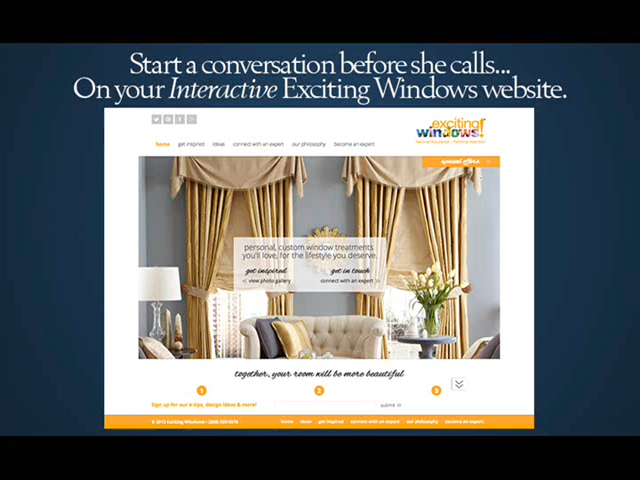 Start a conversation before she calls...
On your Interactive Exciting Windows website.
exciting
windows!
home get inspired ideas connect with an expert our philosophy become an expert
special offers
personal, custom window treatments
you'll love, for the lifestyle you deserve.
get inspired get in touch
view photo gallery connect with an expert
together, your room will be more beautiful
1 2 3
Sign up for our e-tips, design ideas & more! submit
home ideas get inspired connect with an expert our philosophy become an expert